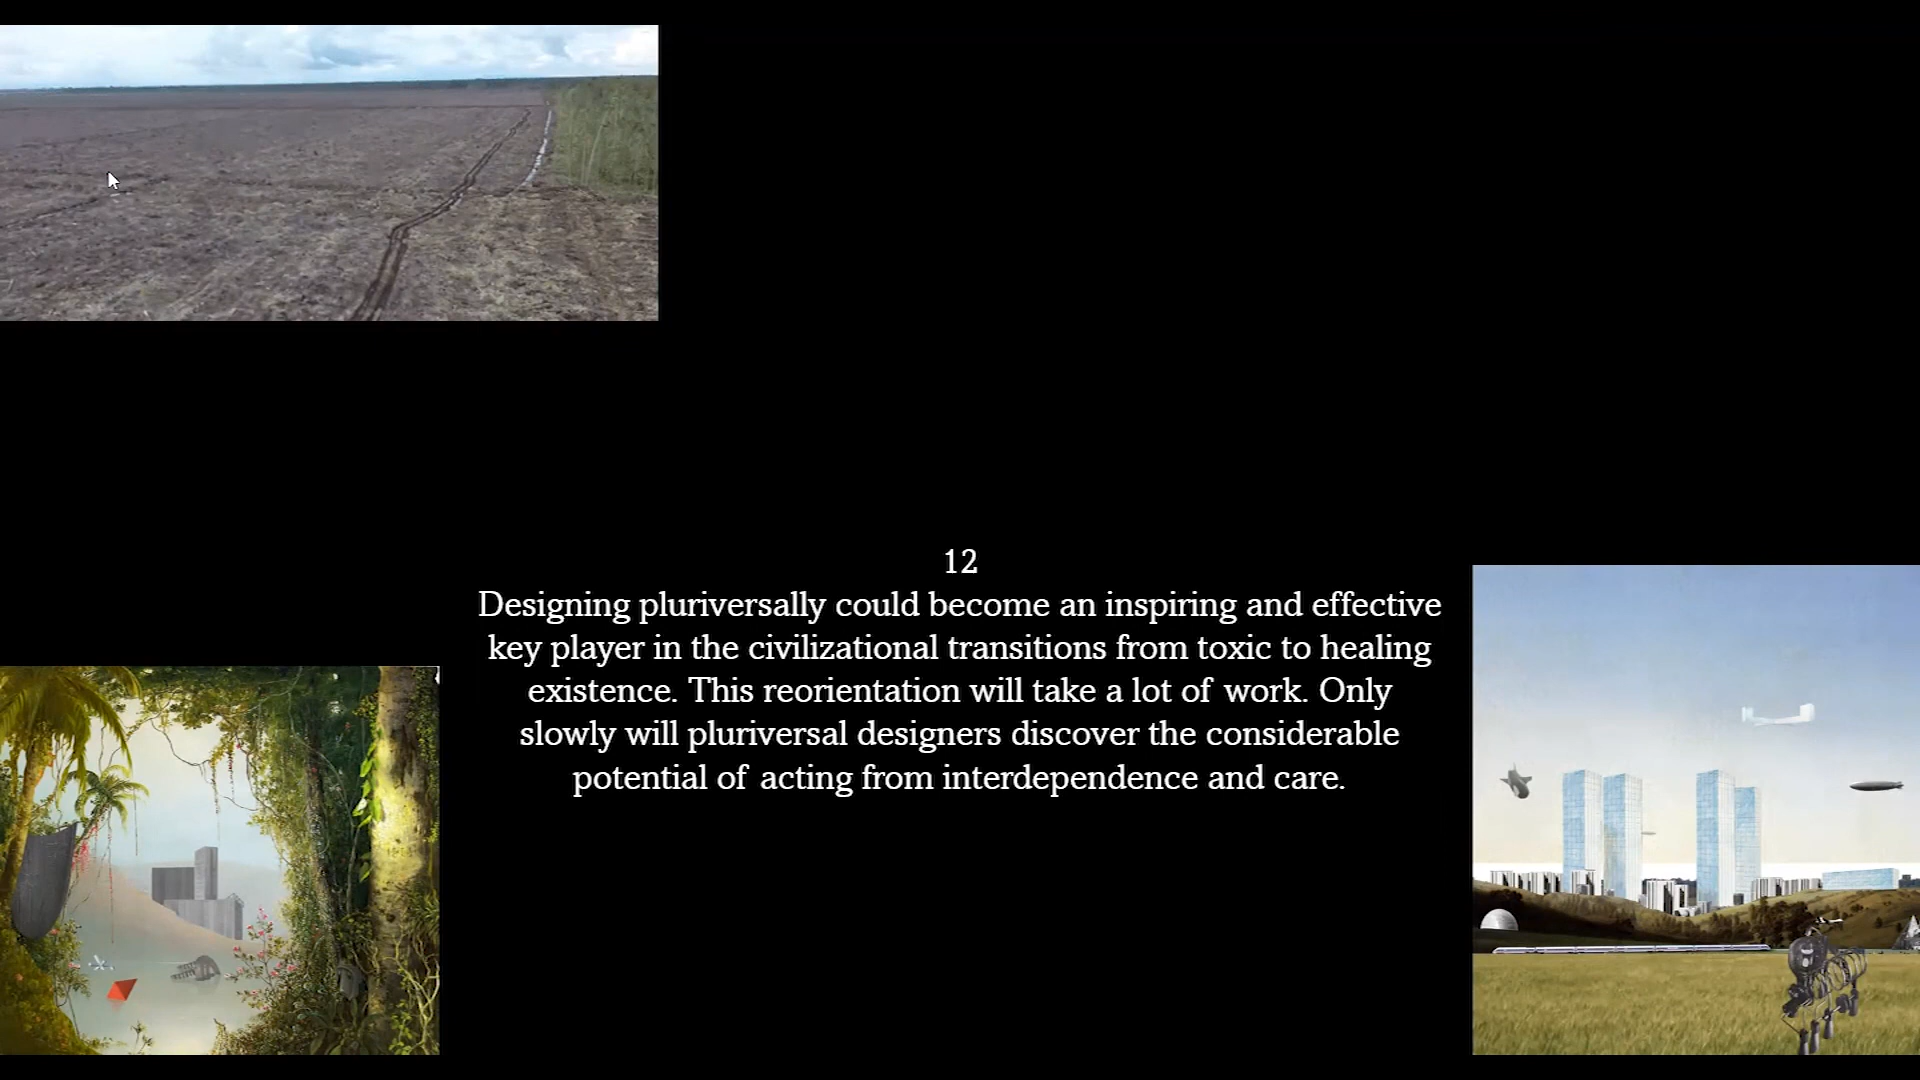 12
Designing pluriversally could become an inspiring and effective
key player in the civilizational transitions from toxic to healing
existence. This reorientation will take a lot of work. Only
slowly will pluriversal designers discover the considerable
potential of acting from interdependence and care.